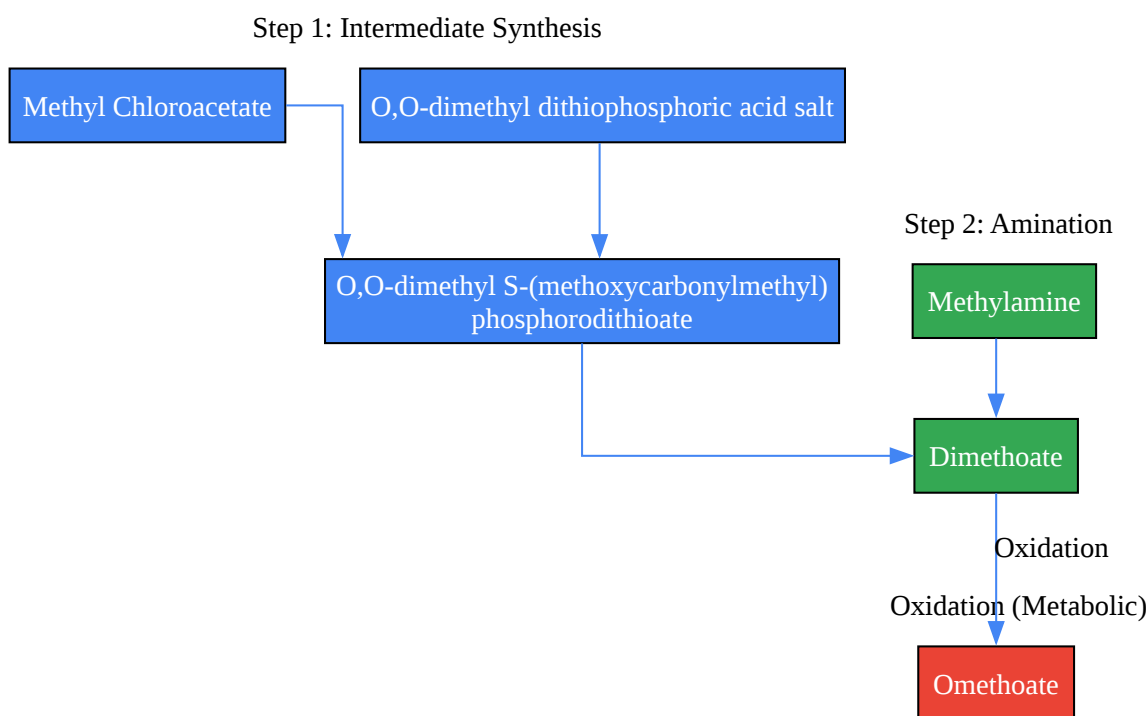 Step 1: Intermediate Synthesis
Methyl Chloroacetate
O,O-dimethyl dithiophosphoric acid salt
Step 2: Amination
O,O-dimethyl S-(methoxycarbonylmethyl)
phosphorodithioate
Methylamine
Dimethoate
Oxidation
Oxidation (Metabolic)
Omethoate